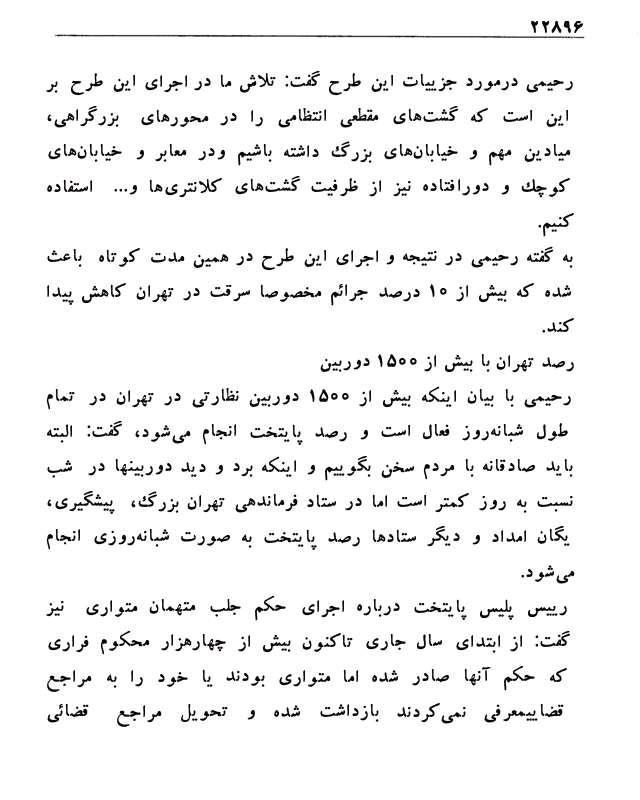 ۲۲۸۹۶
رحیمی درمورد جزییات این طرح گفت: تلاش ما در اجرای این طرح بر
این است که گشت‌های مقطعی انتظامی را در محورهای بزرگراهی،
میادین مهم و خیابان‌های بزرگ داشته باشیم ودر معابر و خیابان‌های
کوچك و دورافتاده نیز از ظرفیت گشت‌های کلانتری‌ها و... استفاده
کنیم.
به گفته رحیمی در نتیجه و اجرای این طرح در همین مدت کوتاه باعث
شده که بیش از ۱۰ درصد جرائم مخصوصا سرقت در تهران کاهش پیدا
کند.
رصد تهران با بیش از ۱۵۰۰ دوربین
رحیمی با بیان اینکه بیش از ۱۵۰۰ دوربین نظارتی در تهران در تمام
طول شبانه‌روز فعال است و رصد پایتخت انجام می‌شود، گفت: البته
باید صادقانه با مردم سخن بگوییم و اینکه برد و دید دوربینها در شب
نسبت به روز کمتر است اما در ستاد فرماندهی تهران بزرگ، پیشگیری،
یگان امداد و دیگر ستادها رصد پایتخت به صورت شبانه‌روزی انجام
می‌شود.
رییس پلیس پایتخت درباره اجرای حکم جلب متهمان متواری نیز
گفت: از ابتدای سال جاری تاکنون بیش از چهارهزار محکوم فراری
که حکم آنها صادر شده اما متواری بودند یا خود را به مراجع
قضاییمعرفی نمی‌کردند بازداشت شده و تحویل مراجع قضائی